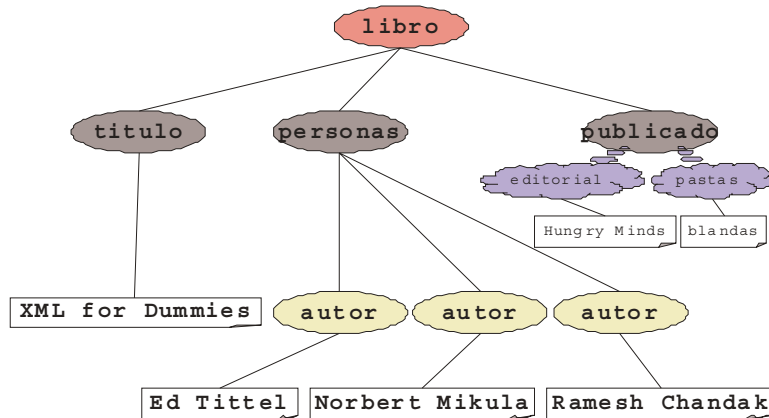 libro
titulo
personas
publicado
editorial
pastas
Hungry Minds
blandas
XML for Dummies
autor
autor
autor
Ed Tittel
Norbert Mikula
Ramesh Chandak